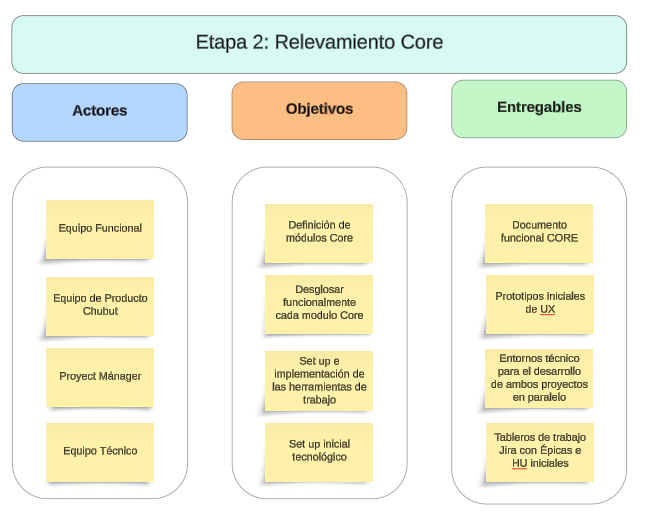 Etapa 2: Relevamiento Core
Actores
Objetivos
Entregables
Equipo Funcional
Equipo de Producto
Chubut
Proyect Mánager
Equipo Técnico
Definición de
módulos Core
Desglosar
funcionalmente
cada modulo Core
Set up e
implementación de
las herramientas de
trabajo
Set up inicial
tecnológico
Documento
funcional CORE
Prototipos iniciales
de UX
Entornos técnico
para el desarrollo
de ambos proyectos
en paralelo
Tableros de trabajo
Jira con Épicas e
HU iniciales